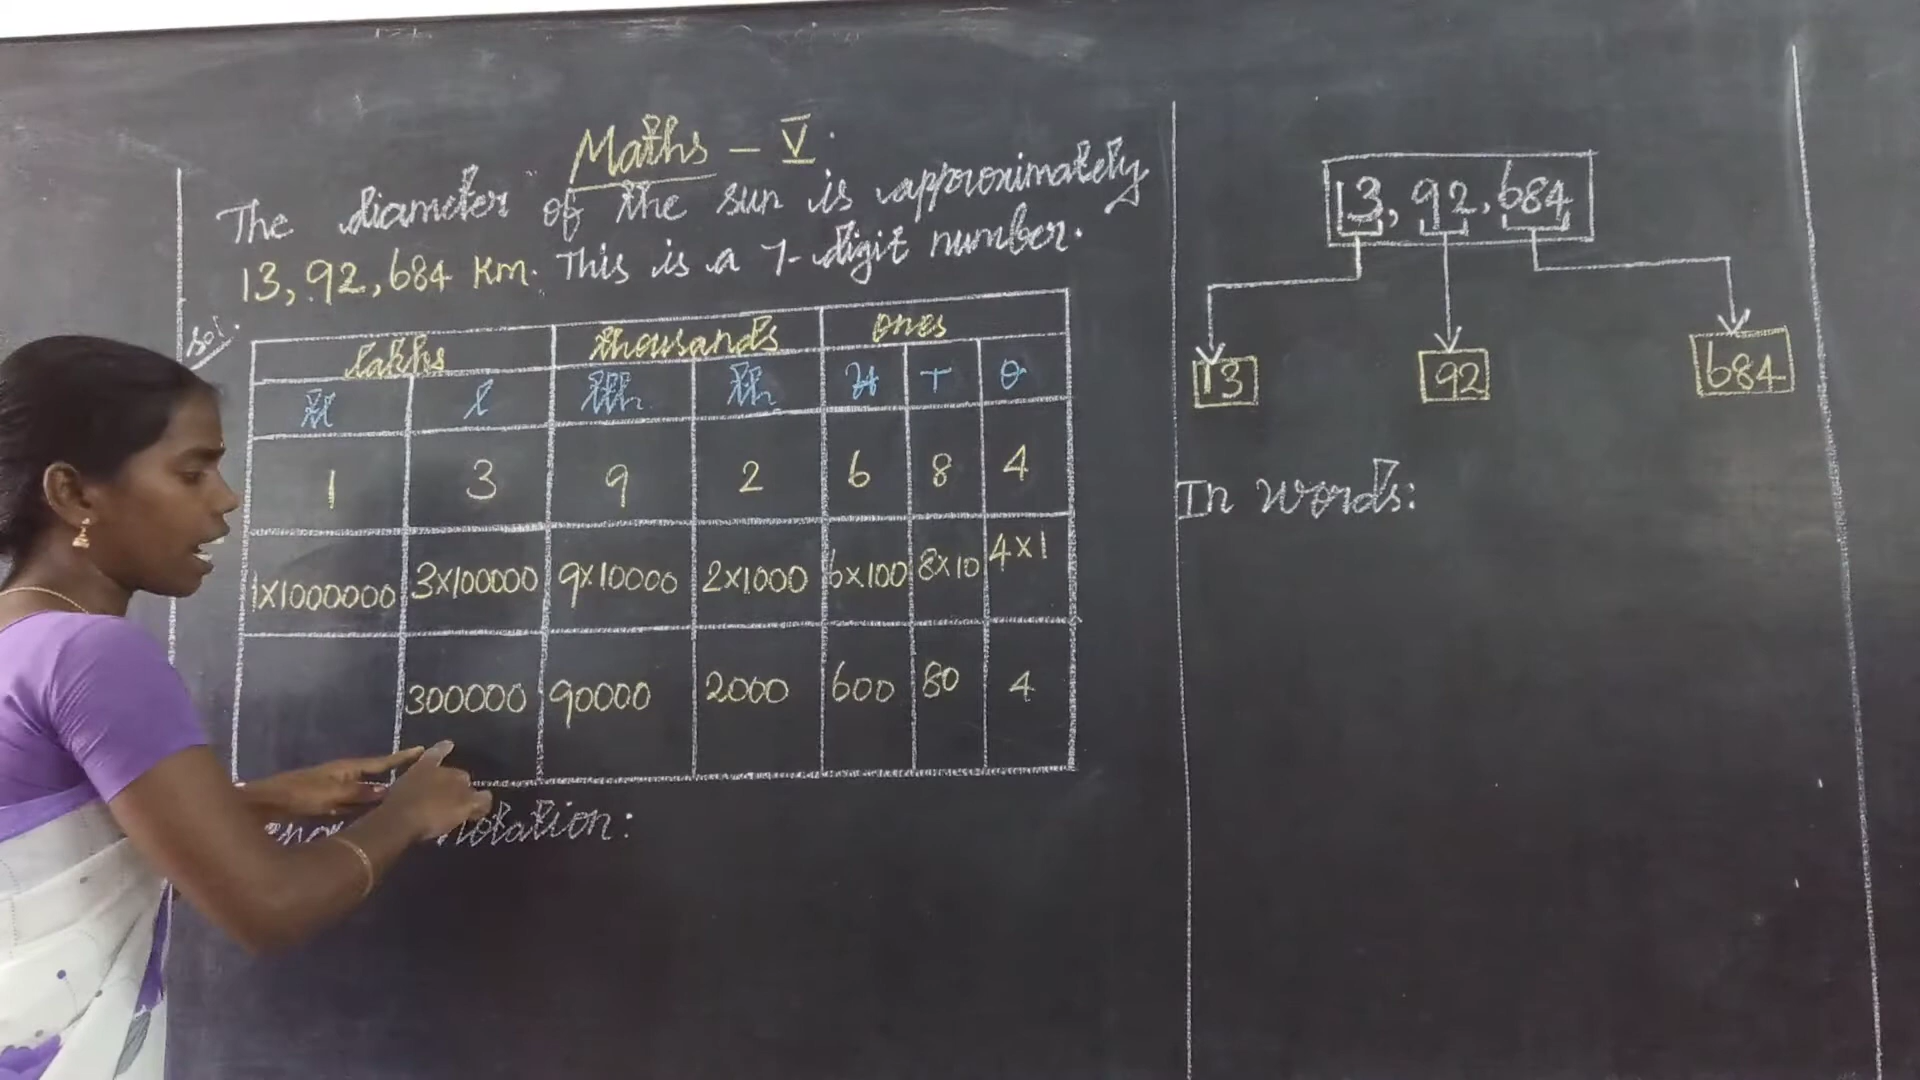 Maths - V.
The diameter of the sun is approximately
13, 92, 684 Km. This is a 7-digit number.
Sol.
lakhs thousands ones
tl l tth th H T O
1 3 9 2 6 8 4
1x1000000 3x100000 9x10000 2x1000 6x100 8x10 4x1
300000 90000 2000 600 80 4
notation:
13, 92, 684
13 92 684
In words: